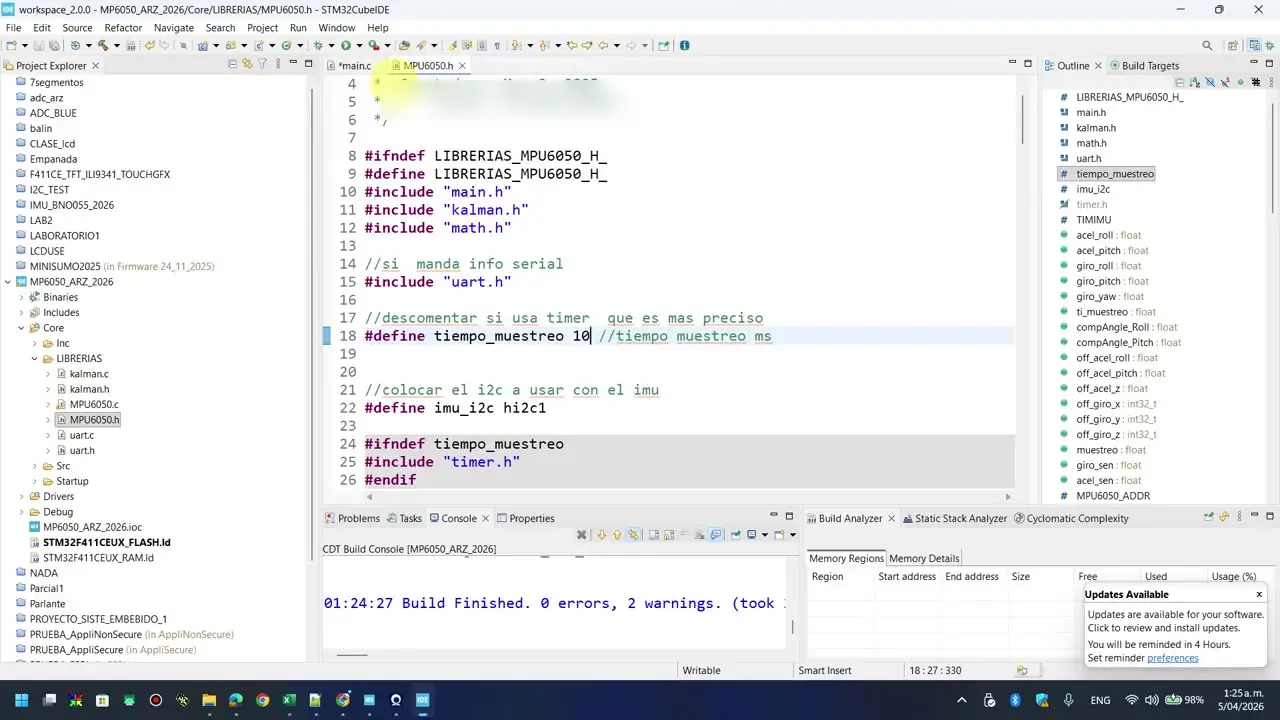 workspace_2.0.0 - MP6050_ARZ_2026/Core/LIBRERIAS/MPU6050.h - STM32CubeIDE
File Edit Source Refactor Navigate Search Project Run Window Help
Project Explorer
7segmentos
adc_arz
ADC_BLUE
balin
CLASE_lcd
Empanada
F411CE_TFT_ILI9341_TOUCHGFX
I2C_TEST
IMU_BNO055_2026
LAB2
LABORATORIO1
LCDUSE
MINISUMO2025 (in Firmware 24_11_2025)
MP6050_ARZ_2026
Binaries
Includes
Core
Inc
LIBRERIAS
kalman.c
kalman.h
MPU6050.c
MPU6050.h
uart.c
uart.h
Src
Startup
Drivers
Debug
MP6050_ARZ_2026.ioc
STM32F411CEUX_FLASH.ld
STM32F411CEUX_RAM.ld
NADA
Parcial1
Parlante
PROYECTO_SISTE_EMBEBIDO_1
PRUEBA_AppliNonSecure (in AppliNonSecure)
PRUEBA_AppliSecure (in AppliSecure)
*main.c
MPU6050.h
4 *
5 *
6 */
7
8 #ifndef LIBRERIAS_MPU6050_H_
9 #define LIBRERIAS_MPU6050_H_
10 #include "main.h"
11 #include "kalman.h"
12 #include "math.h"
13
14 //si manda info serial
15 #include "uart.h"
16
17 //descomentar si usa timer que es mas preciso
18 #define tiempo_muestreo 10 //tiempo muestreo ms
19
20
21 //colocar el i2c a usar con el imu
22 #define imu_i2c hi2c1
23
24 #ifndef tiempo_muestreo
25 #include "timer.h"
26 #endif
Outline
Build Targets
LIBRERIAS_MPU6050_H_
main.h
kalman.h
math.h
uart.h
tiempo_muestreo
imu_i2c
timer.h
TIMIMU
acel_roll : float
acel_pitch : float
giro_roll : float
giro_pitch : float
giro_yaw : float
ti_muestreo : float
compAngle_Roll : float
compAngle_Pitch : float
off_acel_roll : float
off_acel_pitch : float
off_acel_z : float
off_giro_x : int32_t
off_giro_y : int32_t
off_giro_z : int32_t
muestreo : float
giro_sen : float
acel_sen : float
MPU6050_ADDR
Problems Tasks Console Properties
CDT Build Console [MP6050_ARZ_2026]
01:24:27 Build Finished. 0 errors, 2 warnings. (took
Build Analyzer Static Stack Analyzer Cyclomatic Complexity
Memory Regions Memory Details
Region Start address End address Size Free Used Usage (%)
Updates Available
Updates are available for your software.
Click to review and install updates.
You will be reminded in 4 Hours.
Set reminder preferences
Writable Smart Insert 18 : 27 : 330
ENG 98% 1:25 a.m.
5/04/2026